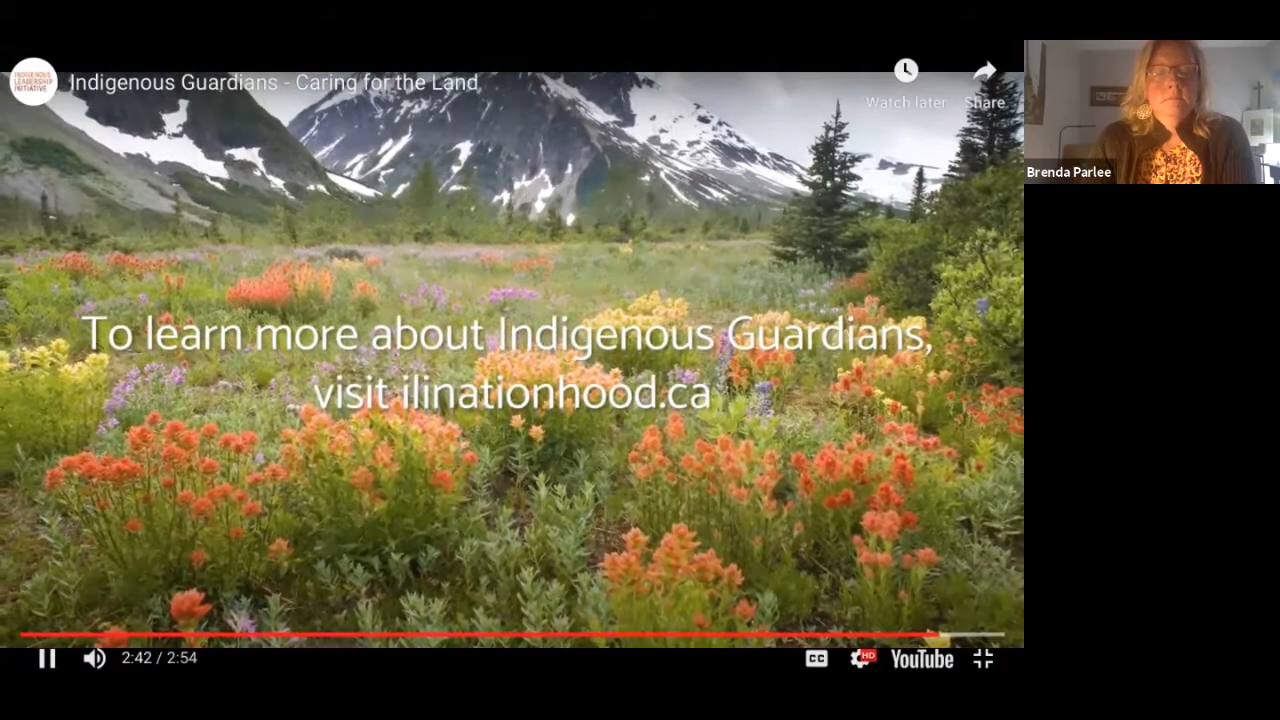 INDIGENOUS
LEADERSHIP
INITIATIVE
Indigenous Guardians - Caring for the Land
Watch later
Share
Brenda Parlee
To learn more about Indigenous Guardians,
visit ilinationhood.ca
2:42 / 2:54
CC
HD
YouTube